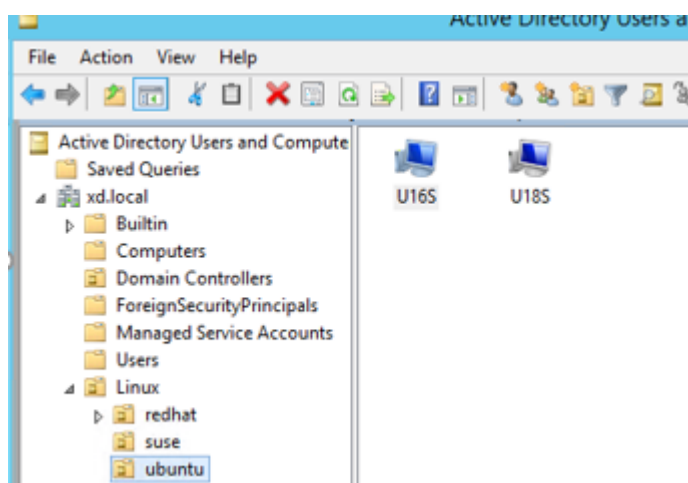 Active Directory Users a
File Action View Help
Active Directory Users and Compute
Saved Queries
xd.local
Builtin
Computers
Domain Controllers
ForeignSecurityPrincipals
Managed Service Accounts
Users
Linux
redhat
suse
ubuntu
U16S U18S